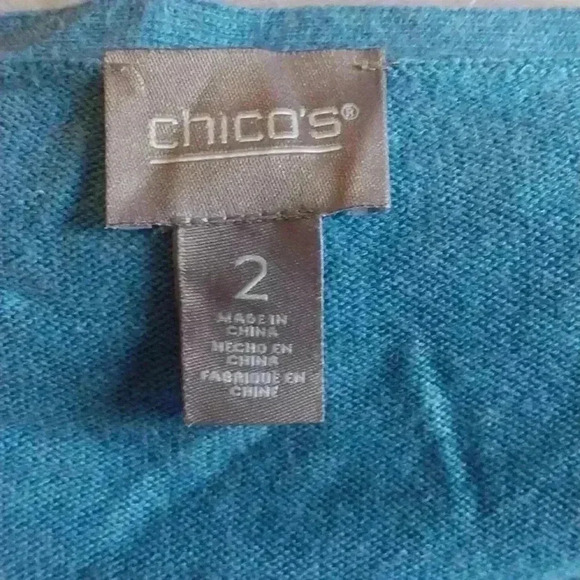 chico's®
2
MADE IN
CHINA
HECHO EN
CHINA
FABRIQUE EN
CHINE